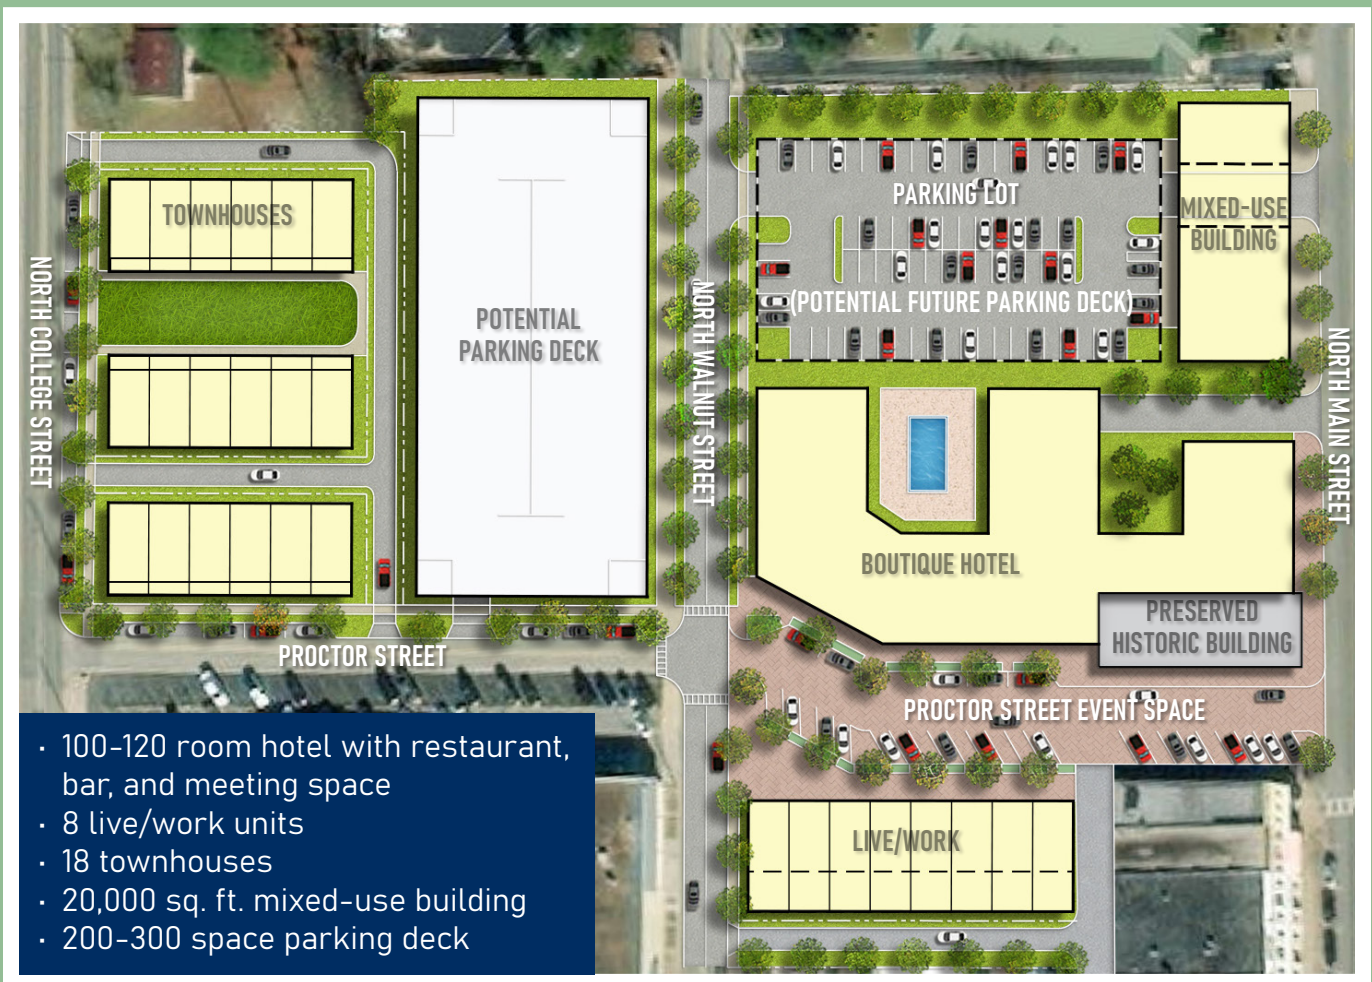 PARKING LOT
MIXED-USE
BUILDING
TOWNHOUSES
(POTENTIAL FUTURE PARKING DECK)
POTENTIAL
PARKING DECK
NORTH COLLEGE STREET
NORTH WALNUT STREET
NORTH MAIN STREET
BOUTIQUE HOTEL
PRESERVED
HISTORIC BUILDING
PROCTOR STREET
PROCTOR STREET EVENT SPACE
LIVE/WORK
· 100-120 room hotel with restaurant,
bar, and meeting space
· 8 live/work units
· 18 townhouses
· 20,000 sq. ft. mixed-use building
· 200-300 space parking deck